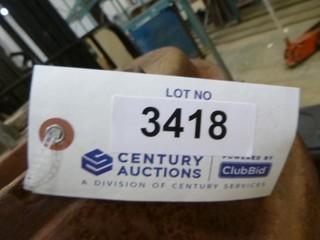 LOT NO
3418
CENTURY AUCTIONS
POWERED BY
ClubBid
A DIVISION OF CENTURY SERVICES